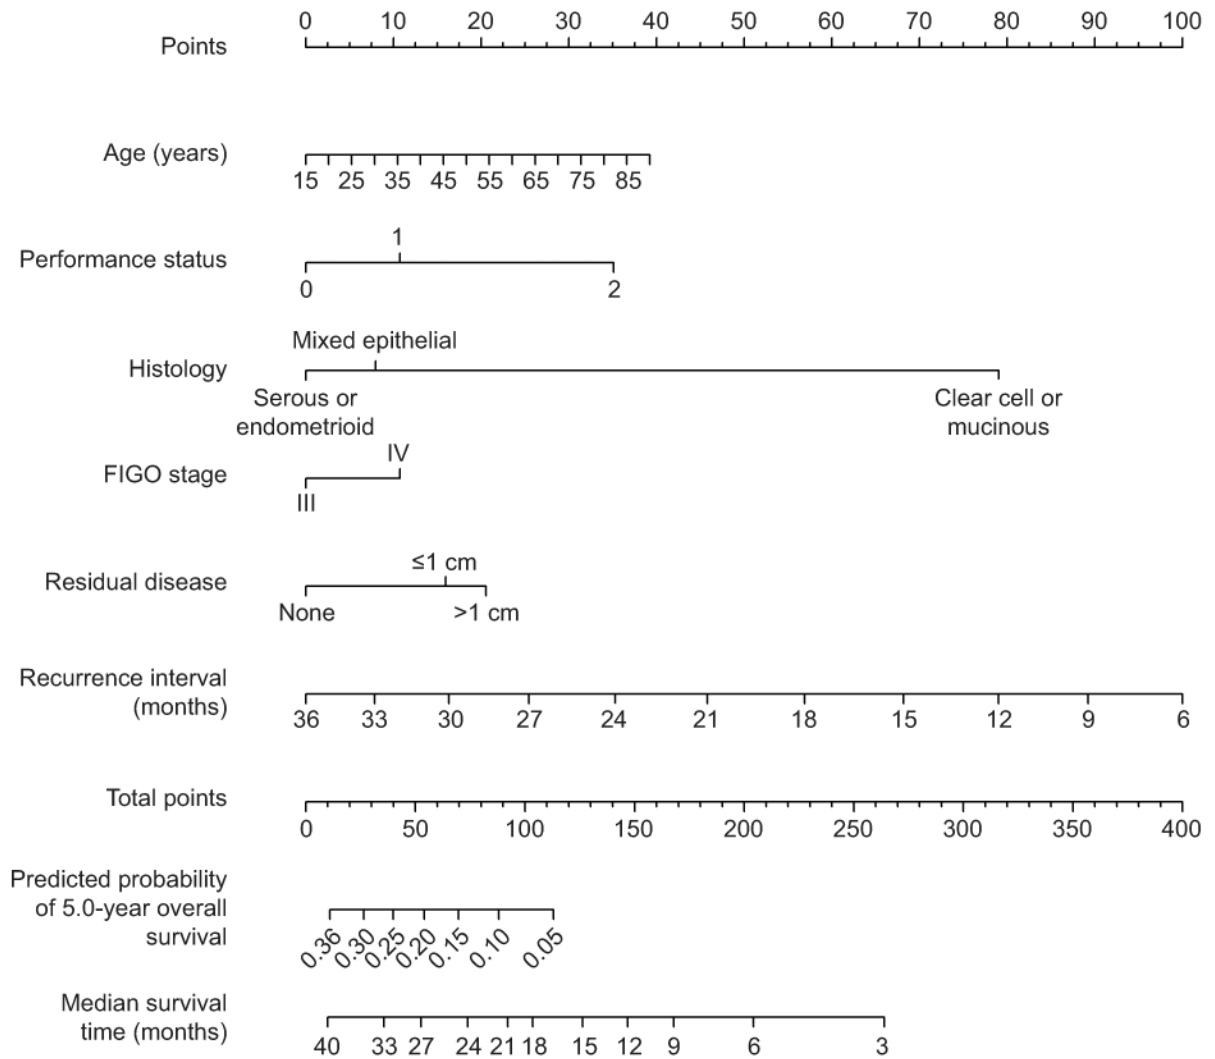 0 10 20 30 40 50 60 70 80 90 100
Points
Age (years)
15 25 35 45 55 65 75 85
1
Performance status
0 2
Mixed epithelial
Histology
Serous or
endometrioid
Clear cell or
mucinous
IV
FIGO stage
III
≤1 cm
Residual disease
None >1 cm
Recurrence interval
(months)
36 33 30 27 24 21 18 15 12 9 6
Total points
0 50 100 150 200 250 300 350 400
Predicted probability
of 5.0-year overall
survival
0.36 0.30 0.25 0.20 0.15 0.10 0.05
Median survival
time (months)
40 33 27 24 21 18 15 12 9 6 3